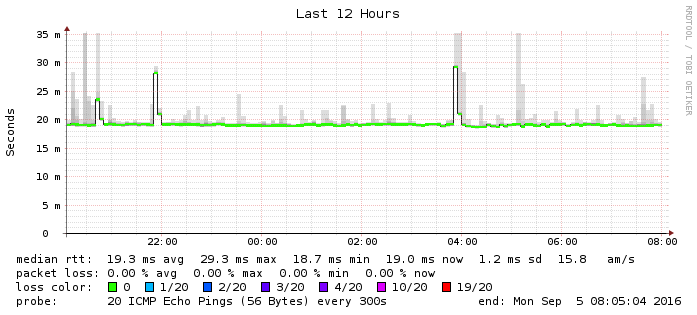 Last 12 Hours
RRDTOOL / TOBI OETIKER
Seconds
35 m
30 m
25 m
20 m
15 m
10 m
5 m
0
22:00 00:00 02:00 04:00 06:00 08:00
median rtt: 19.3 ms avg 29.3 ms max 18.7 ms min 19.0 ms now 1.2 ms sd 15.8 am/s
packet loss: 0.00 % avg 0.00 % max 0.00 % min 0.00 % now
loss color: 0 1/20 2/20 3/20 4/20 10/20 19/20
probe: 20 ICMP Echo Pings (56 Bytes) every 300s end: Mon Sep 5 08:05:04 2016